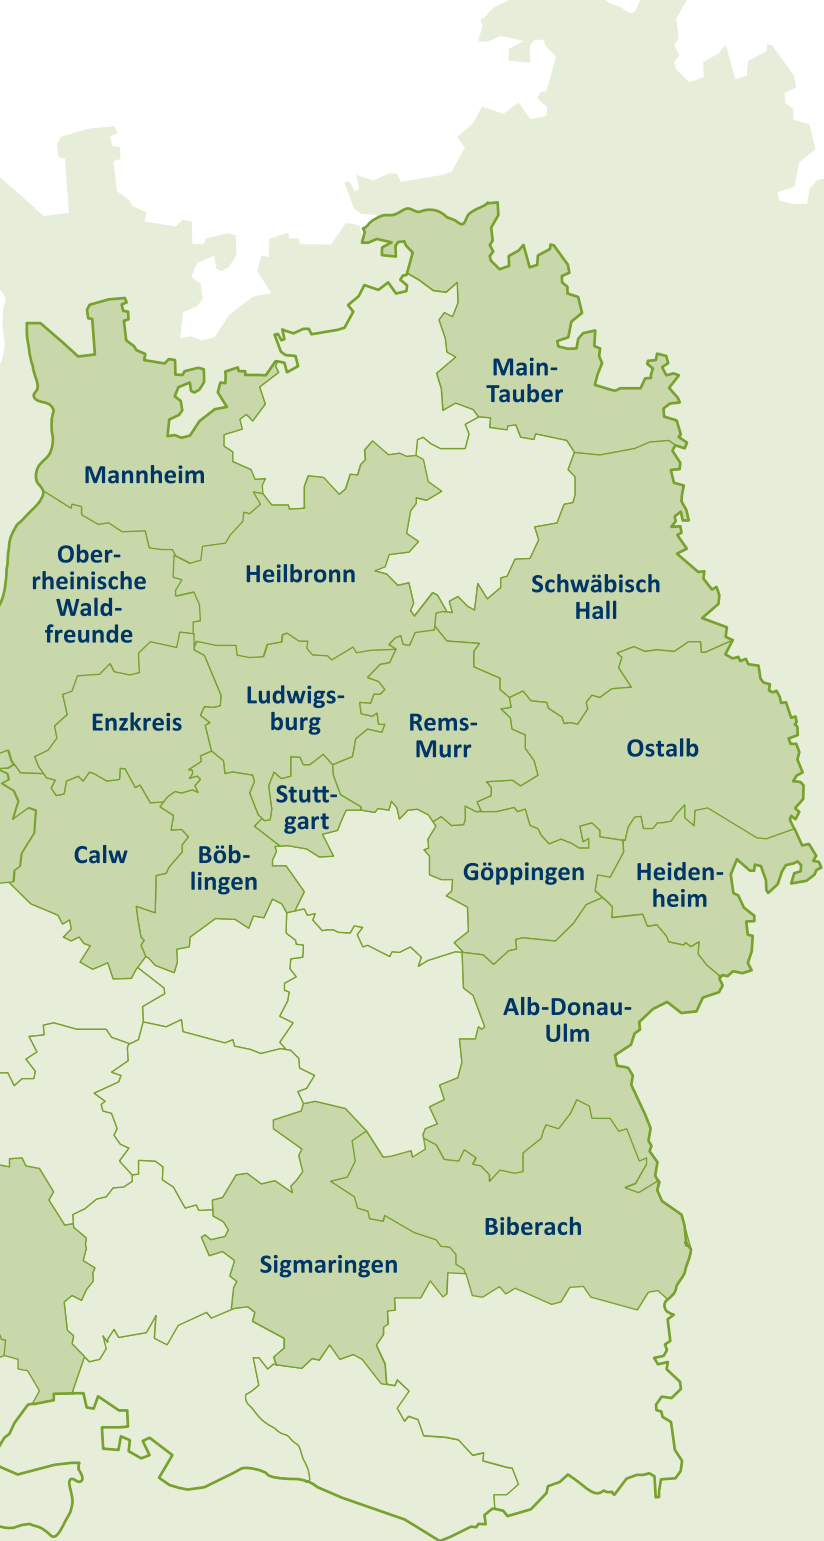 Main-
Tauber
Mannheim
Ober-
rheinische
Wald-
freunde
Heilbronn
Schwäbisch
Hall
Enzkreis
Ludwigs-
burg
Rems-
Murr
Ostalb
Stutt-
gart
Calw
Böb-
lingen
Göppingen
Heiden-
heim
Alb-Donau-
Ulm
Biberach
Sigmaringen